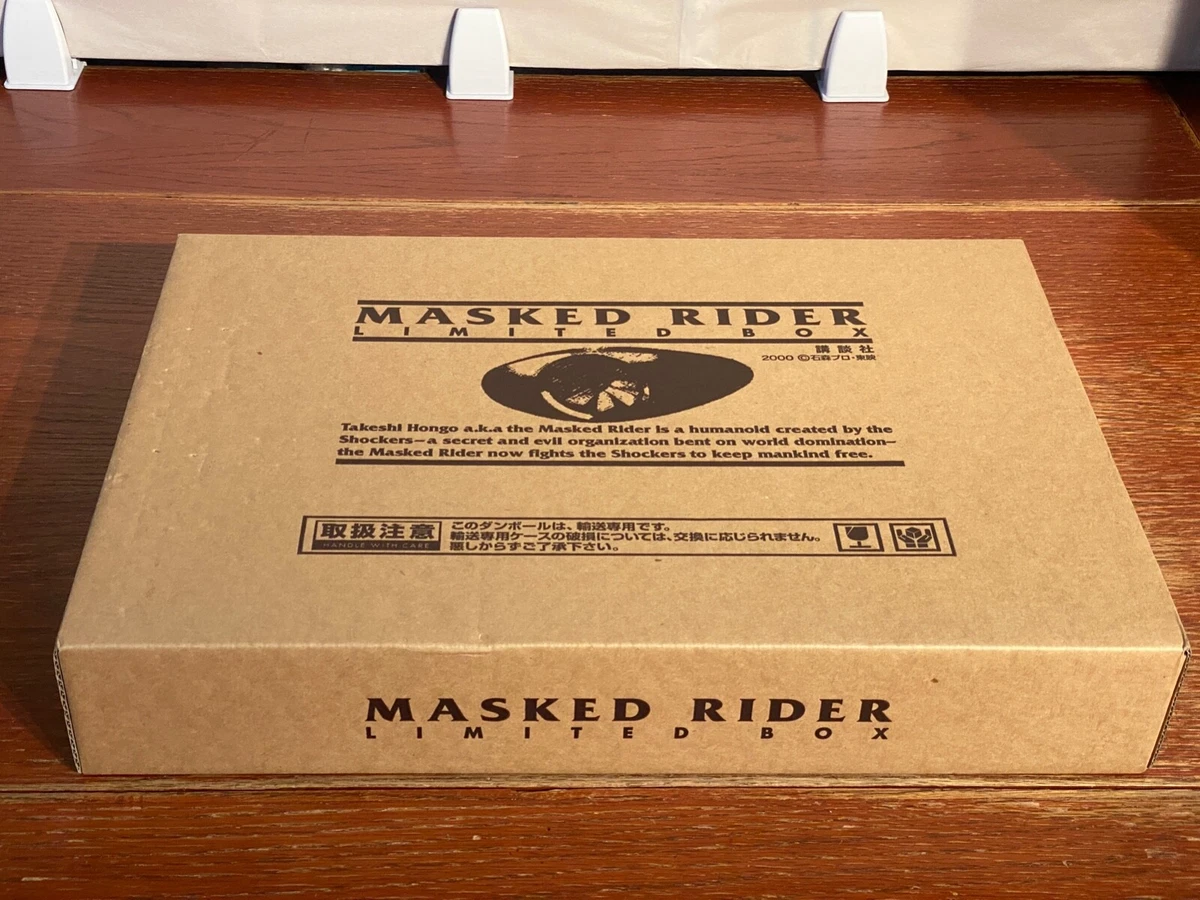 MASKED RIDER
LIMITED BOX
講談社
2000 ©石森プロ・東映
Takeshi Hongo a.k.a the Masked Rider is a humanoid created by the
Shockers—a secret and evil organization bent on world domination—
the Masked Rider now fights the Shockers to keep mankind free.
取扱注意
HANDLE WITH CARE
このダンボールは、輸送専用です。
輸送専用ケースの破損については、交換に応じられません。
悪しからずご了承下さい。
MASKED RIDER
LIMITED BOX